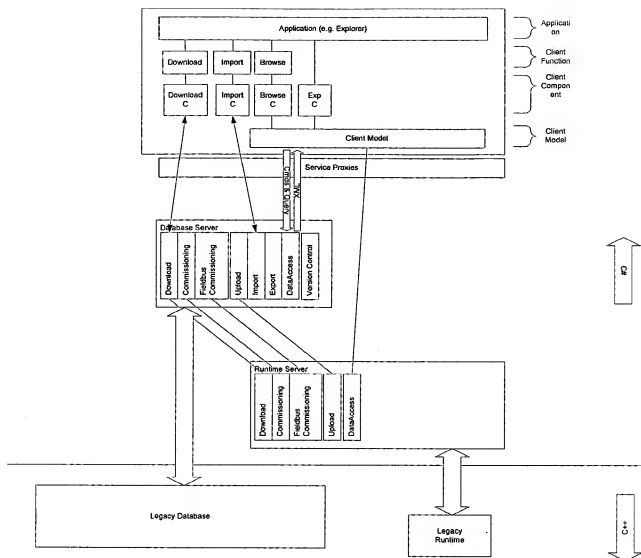 Application (e.g. Explorer)
Applicati
on
Download
Import
Browse
Client
Function
Download
C
Import
C
Browse
C
Exp
C
Client
Compon
ent
Client Model
Client
Model
Cmds & Query
XML
Service Proxies
Database Server
Download
Commissioning
Fieldbus
Commissioning
Upload
Import
Export
DataAccess
Version Control
C#
Runtime Server
Download
Commissioning
Fieldbus
Commissioning
Upload
DataAccess
Legacy Database
Legacy
Runtime
C++